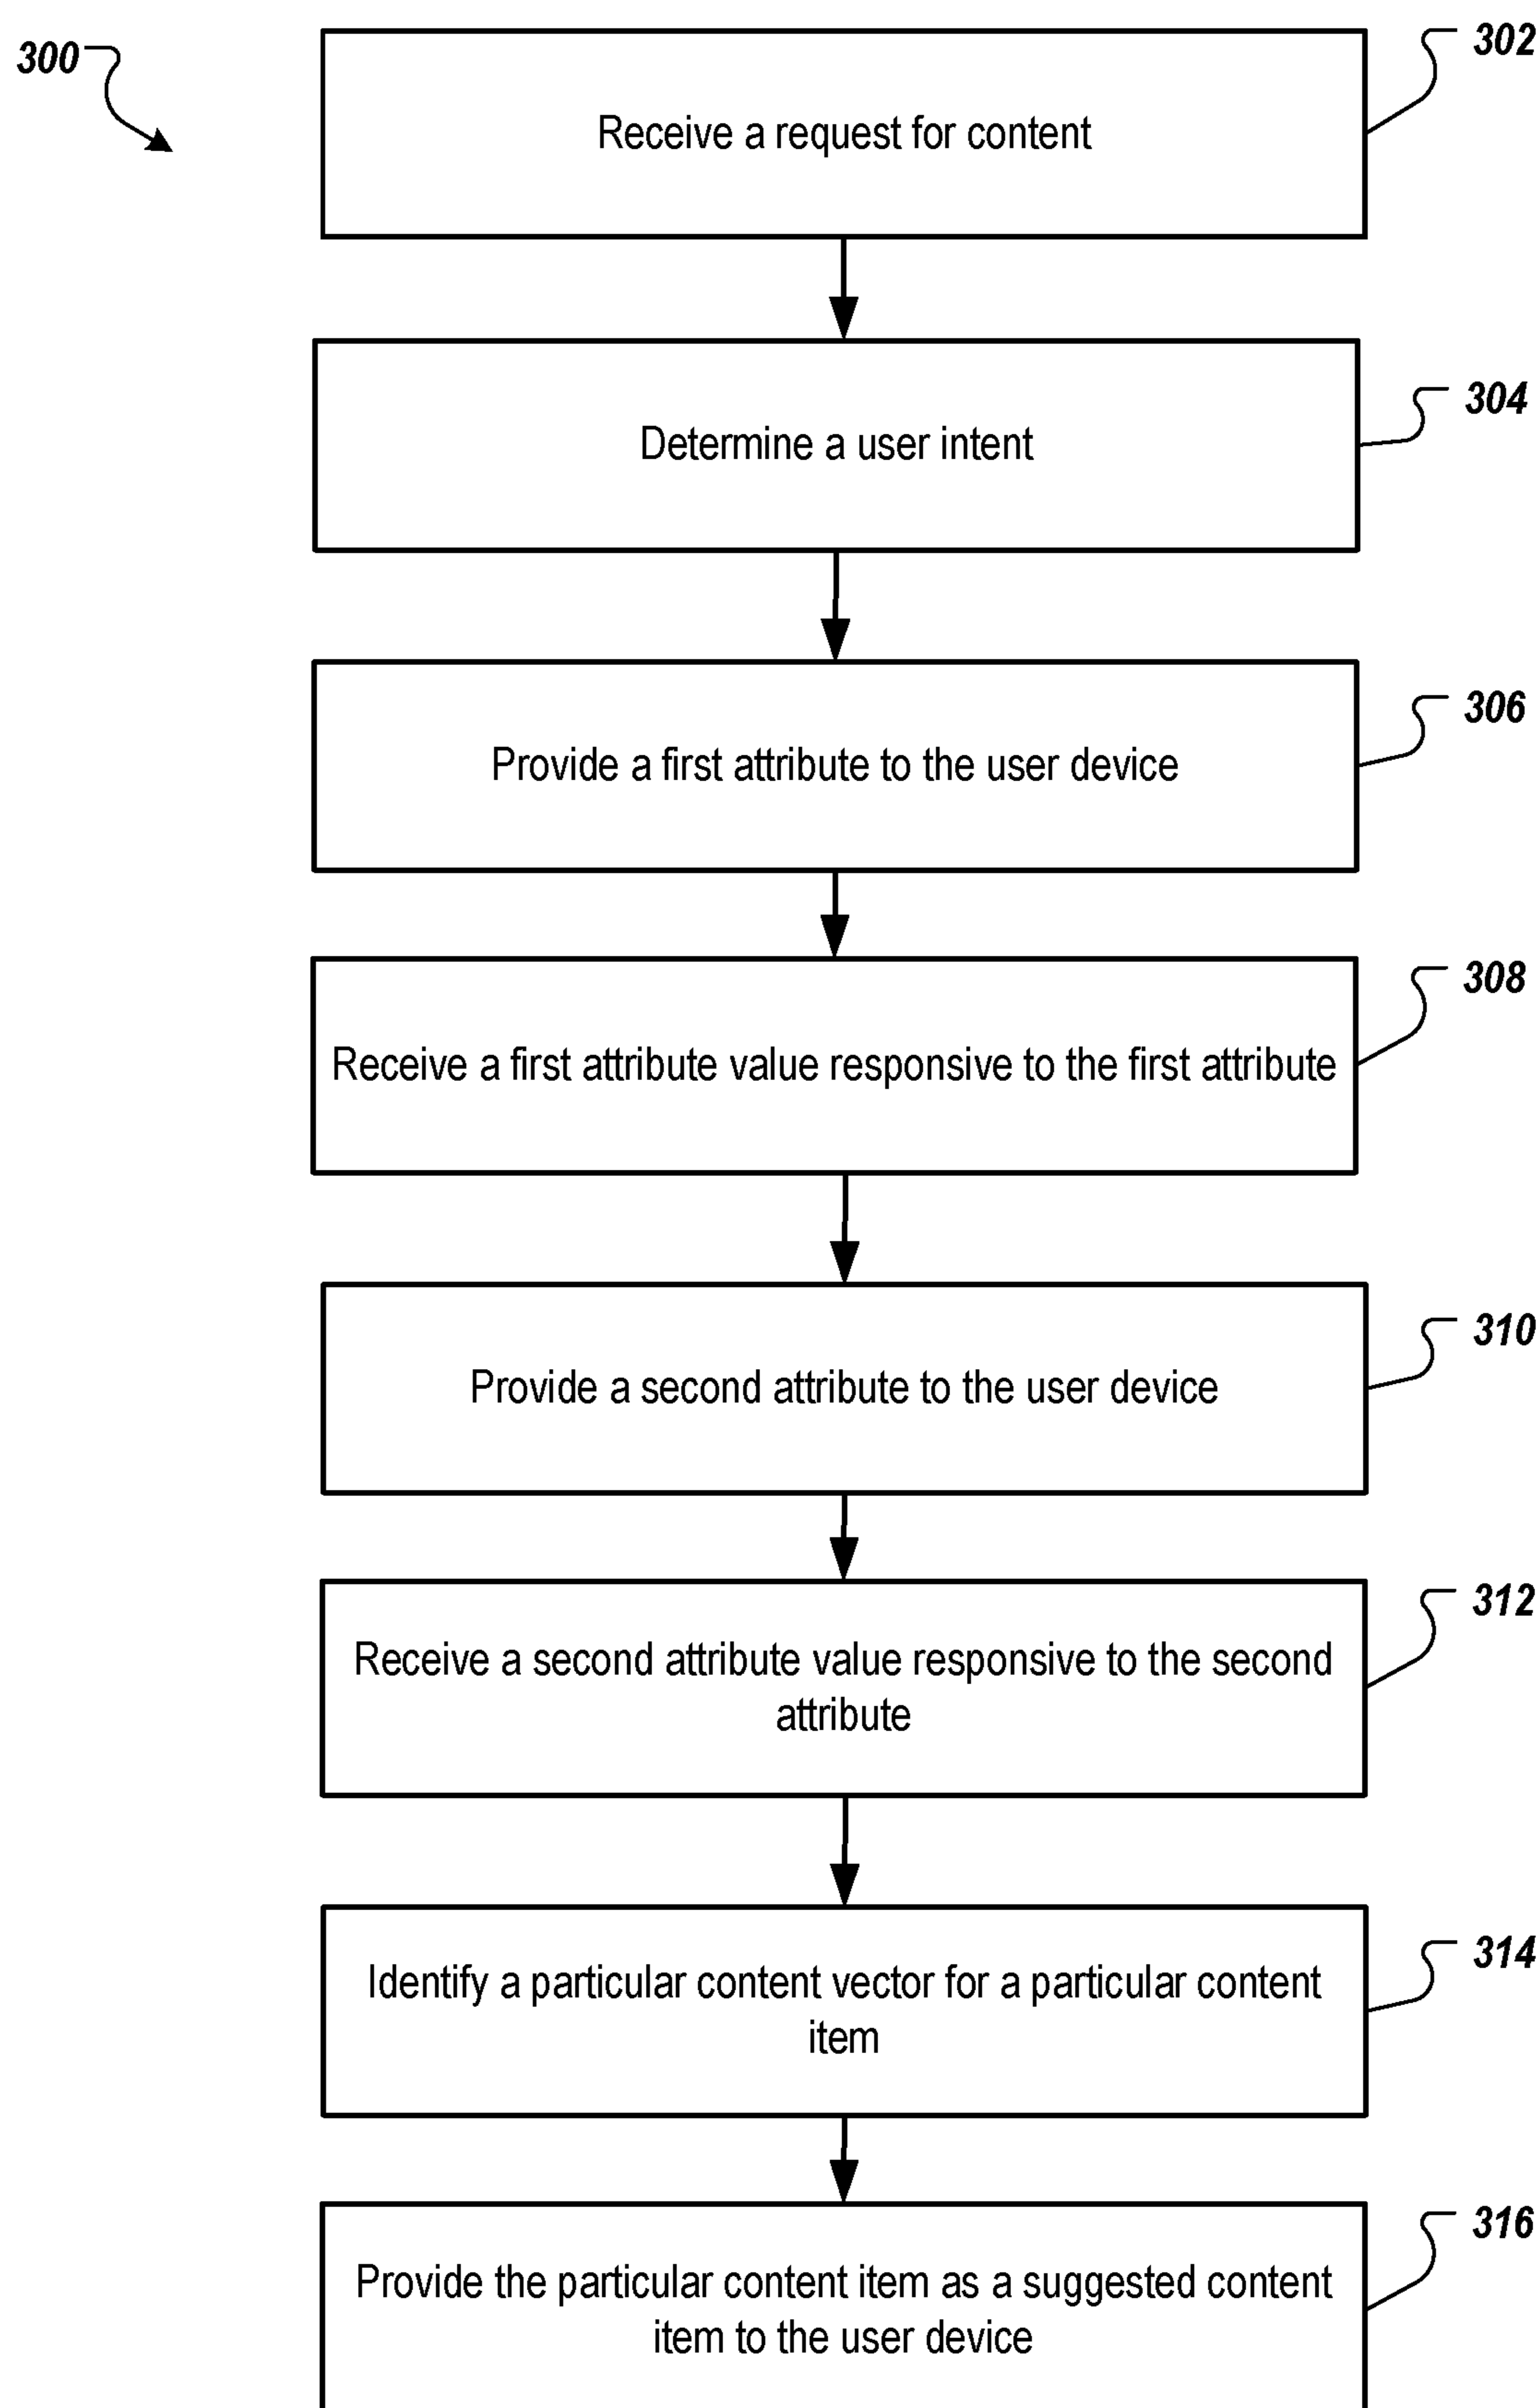 300
302
Receive a request for content
304
Determine a user intent
306
Provide a first attribute to the user device
308
Receive a first attribute value responsive to the first attribute
310
Provide a second attribute to the user device
312
Receive a second attribute value responsive to the second
attribute
314
Identify a particular content vector for a particular content
item
316
Provide the particular content item as a suggested content
item to the user device